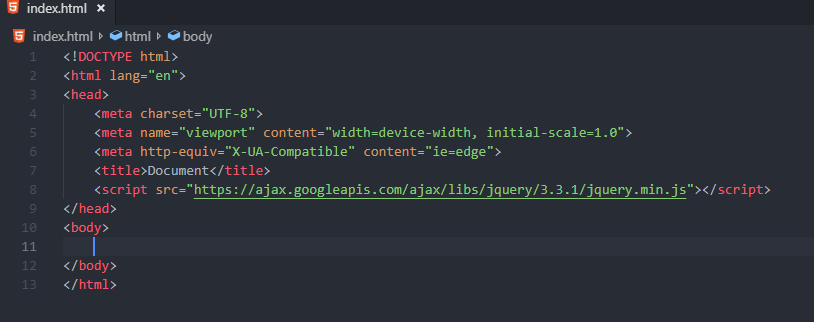 index.html ×
index.html > html > body
1 <!DOCTYPE html>
2 <html lang="en">
3 <head>
4     <meta charset="UTF-8">
5     <meta name="viewport" content="width=device-width, initial-scale=1.0">
6     <meta http-equiv="X-UA-Compatible" content="ie=edge">
7     <title>Document</title>
8     <script src="https://ajax.googleapis.com/ajax/libs/jquery/3.3.1/jquery.min.js"></script>
9 </head>
10 <body>
11
12 </body>
13 </html>